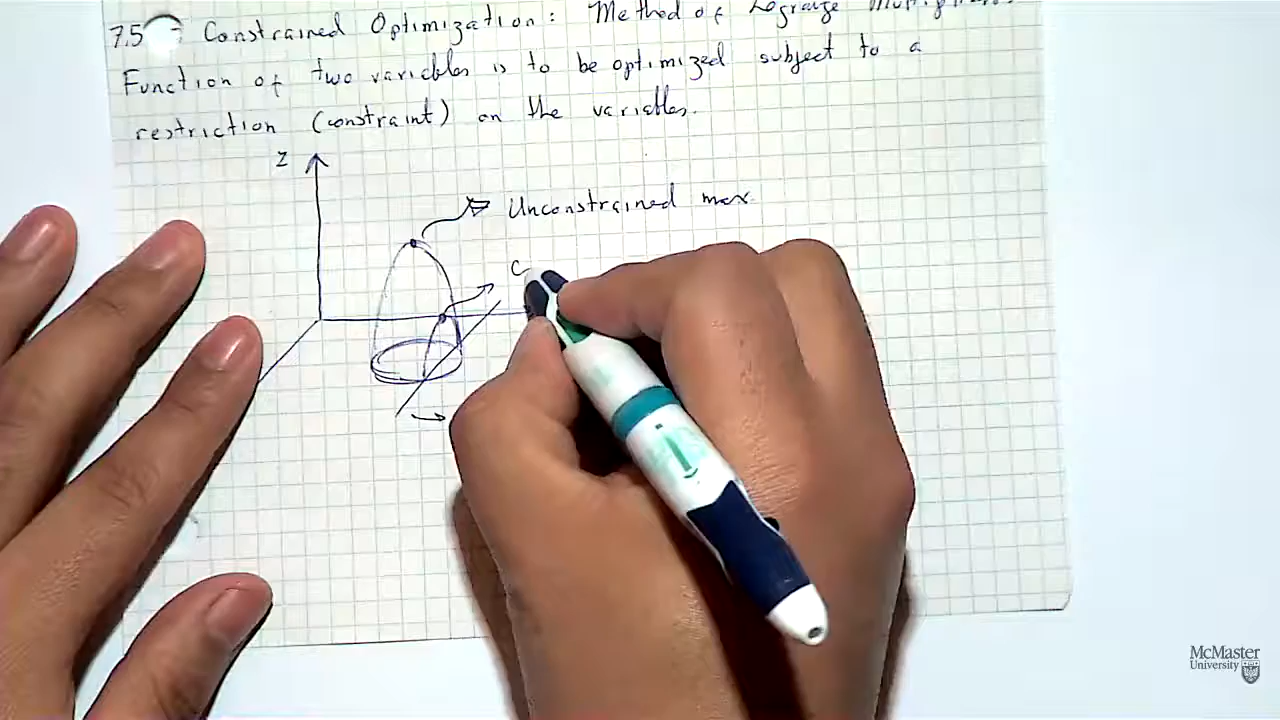 7.5 - Constrained Optimization: Method of Lagrange
Function of two variables is to be optimized subject to a
restriction (constraint) on the variables.
Z
Unconstrained max.
C
i
McMaster
University